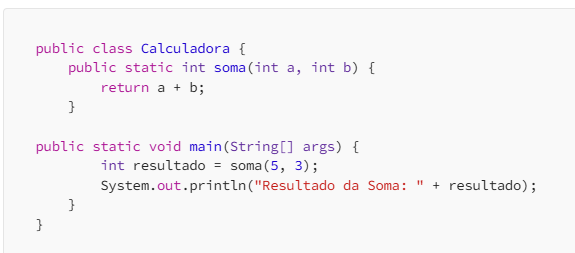 public class Calculadora {
    public static int soma(int a, int b) {
        return a + b;
    }

public static void main(String[] args) {
        int resultado = soma(5, 3);
        System.out.println("Resultado da Soma: " + resultado);
    }
}